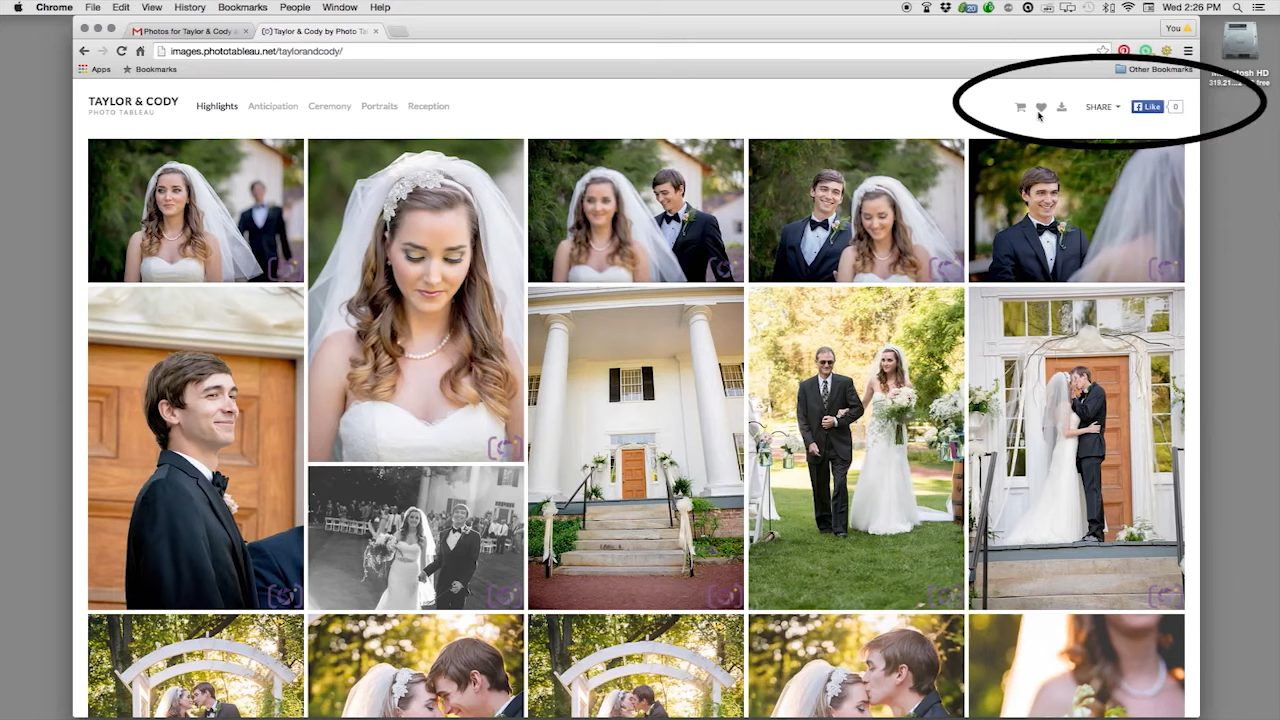 Chrome File Edit View History Bookmarks People Window Help
20
Wed 2:26 PM
Photos for Taylor & Cody
Taylor & Cody by Photo Tab
You
images.phototableau.net/taylorandcody/
Apps Bookmarks
Other Bookmarks
TAYLOR & CODY
PHOTO TABLEAU
Highlights Anticipation Ceremony Portraits Reception
SHARE
Like
0